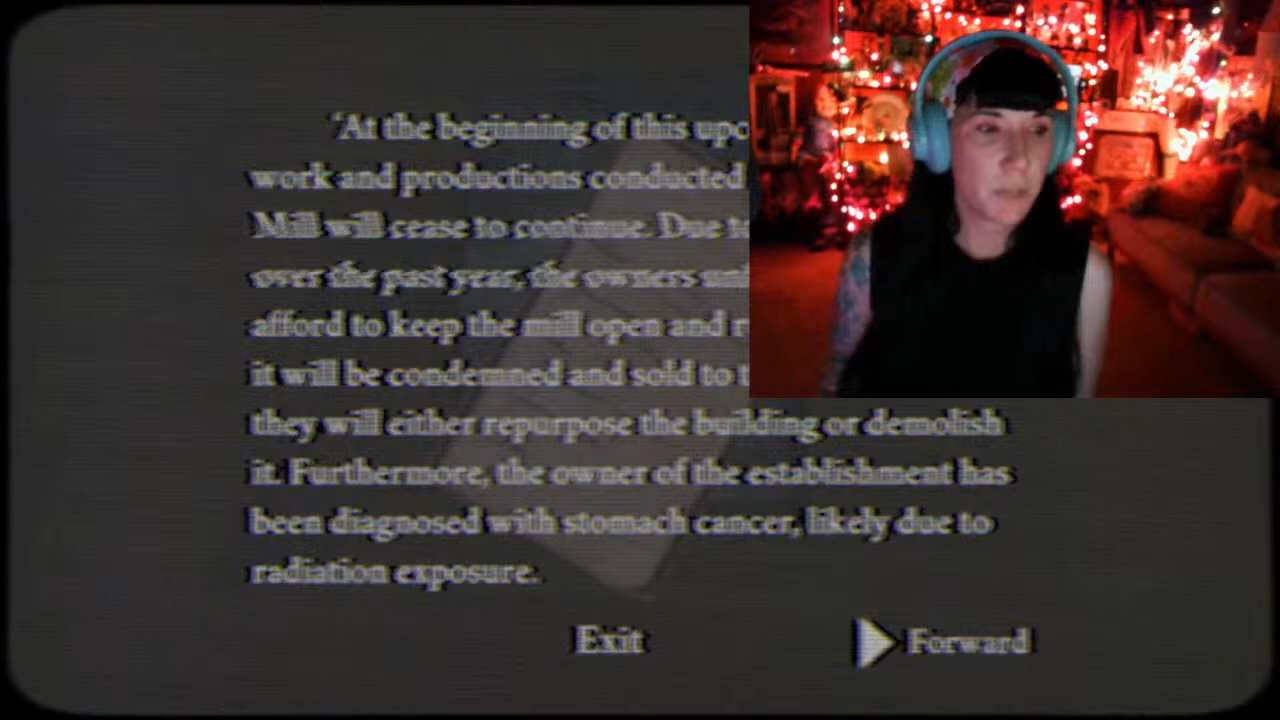 'At the beginning of this
work and productions conducted
Mill will cease to continue. Due
over the past year, the owners
afford to keep the mill open and
it will be condemned and sold to
they will either repurpose the building or demolish
it. Furthermore, the owner of the establishment has
been diagnosed with stomach cancer, likely due to
radiation exposure.
Exit
Forward